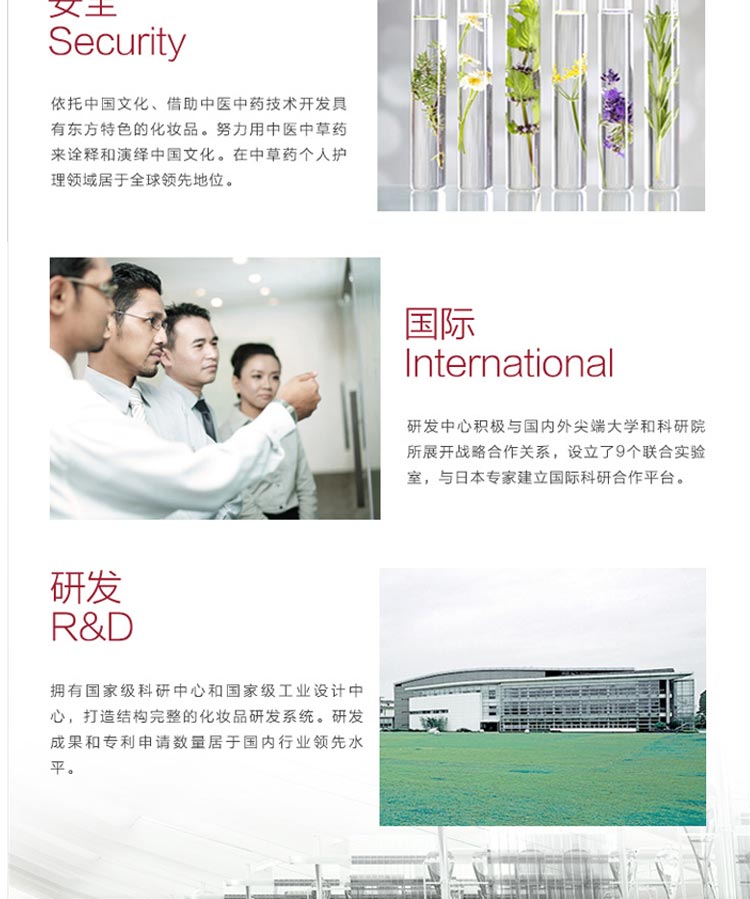 安全
Security
依托中国文化、借助中医中药技术开发具
有东方特色的化妆品。努力用中医中草药
来诠释和演绎中国文化。在中草药个人护
理领域居于全球领先地位。
国际
International
研发中心积极与国内外尖端大学和科研院
所展开战略合作关系，设立了9个联合实验
室，与日本专家建立国际科研合作平台。
研发
R&D
拥有国家级科研中心和国家级工业设计中
心，打造结构完整的化妆品研发系统。研发
成果和专利申请数量居于国内行业领先水
平。